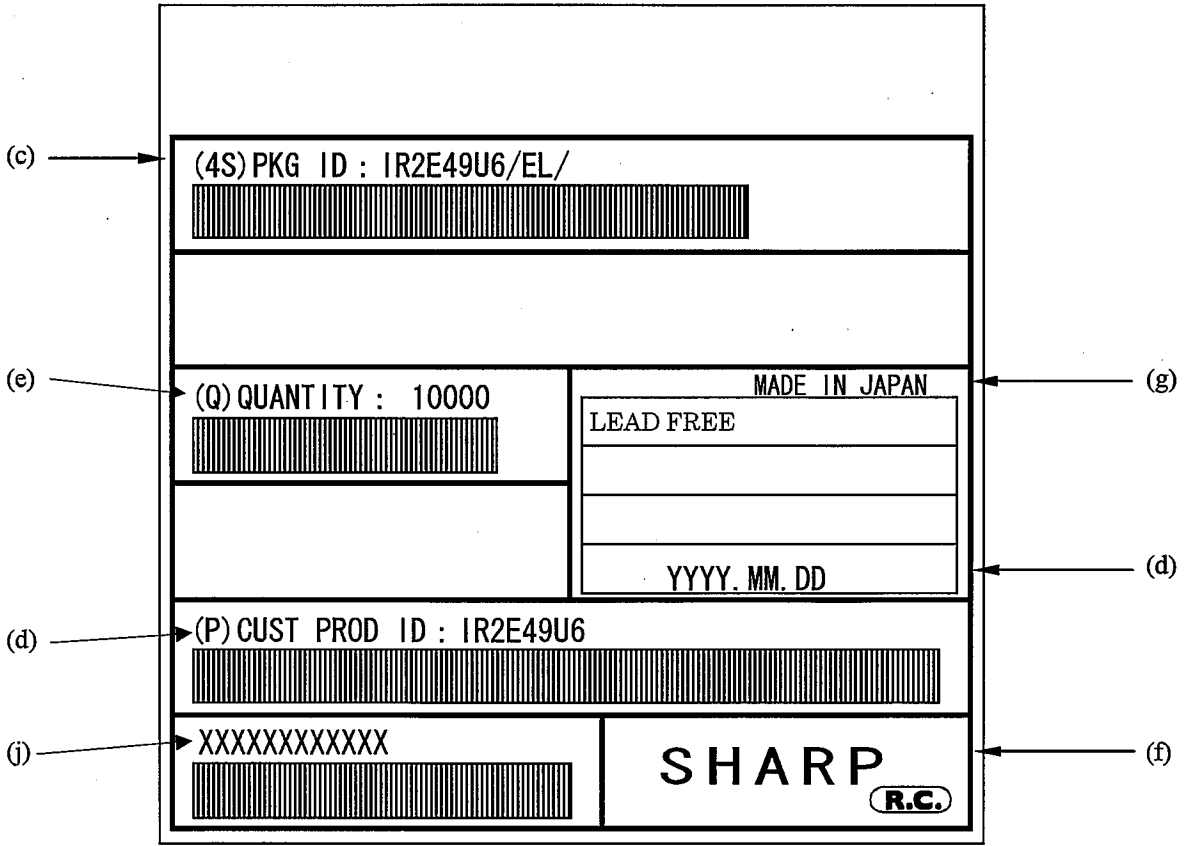 (c)
(4S)PKG ID : IR2E49U6/EL/
(e)
(Q)QUANTITY : 10000
MADE IN JAPAN
(g)
LEAD FREE
YYYY.MM.DD
(d)
(d)
(P)CUST PROD ID : IR2E49U6
(j)
XXXXXXXXXXXX
SHARP
R.C.
(f)